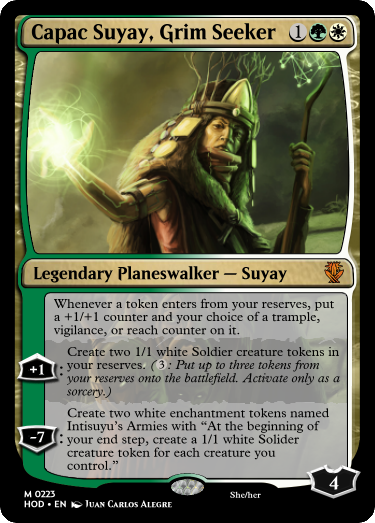 Capac Suyay, Grim Seeker 1
Legendary Planeswalker — Suyay
Whenever a token enters from your reserves, put
a +1/+1 counter and your choice of a trample,
vigilance, or reach counter on it.
+1 : Create two 1/1 white Soldier creature tokens in
your reserves. (3: Put up to three tokens from
your reserves onto the battlefield. Activate only as
a sorcery.)
-7 : Create two white enchantment tokens named
Intisuyu's Armies with “At the beginning of
your end step, create a 1/1 white Solider
creature token for each creature you
control.”
4
M 0223
HOD • EN Juan Carlos Alegre
She/her